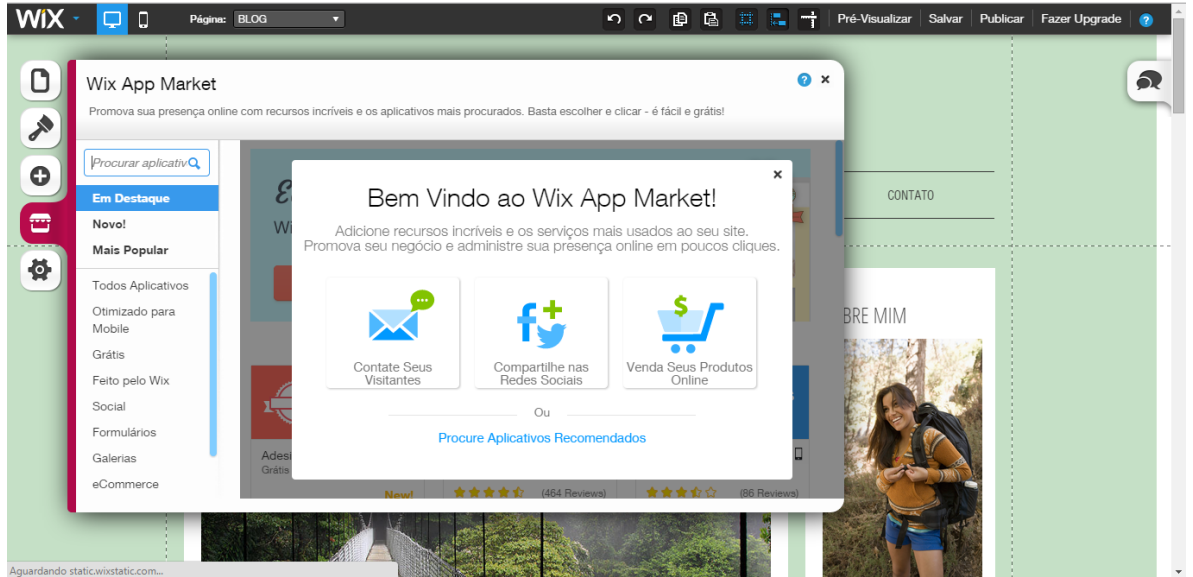 WiX
Página: BLOG
Pré-Visualizar Salvar Publicar Fazer Upgrade ?
Wix App Market
? ×
Promova sua presença online com recursos incríveis e os aplicativos mais procurados. Basta escolher e clicar - é fácil e grátis!
Procurar aplicativ
Em Destaque
Novo!
Mais Popular
Todos Aplicativos
Otimizado para
Mobile
Grátis
Feito pelo Wix
Social
Formulários
Galerias
eCommerce
×
Bem Vindo ao Wix App Market!
Adicione recursos incríveis e os serviços mais usados ao seu site.
Promova seu negócio e administre sua presença online em poucos cliques.
Contate Seus
Visitantes
Compartilhe nas
Redes Sociais
Venda Seus Produtos
Online
Ou
Procure Aplicativos Recomendados
E
Wi
Ades
Grátis
New!
(464 Reviews)
(86 Reviews)
CONTATO
BRE MIM
Aguardando static.wixstatic.com...